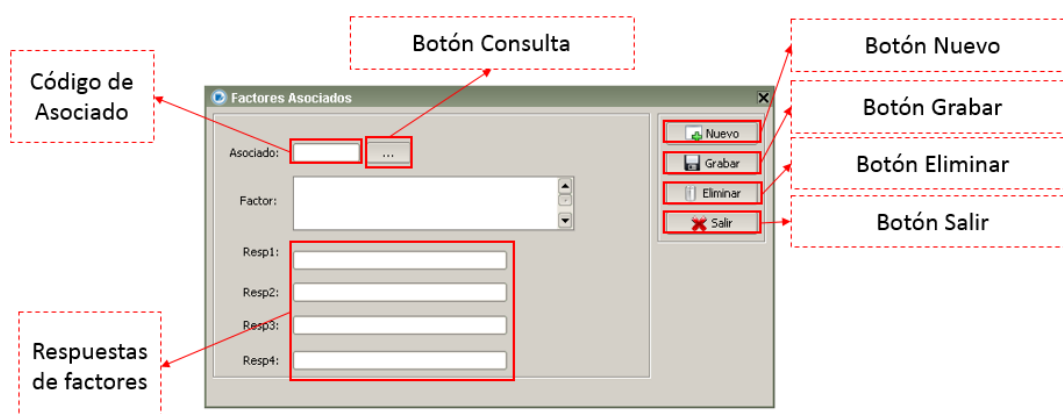 Botón Consulta
Botón Nuevo
Código de
Asociado
Factores Asociados
Botón Grabar
Nuevo
Asociado:
...
Grabar
Botón Eliminar
Factor:
Eliminar
Salir
Botón Salir
Resp1:
Resp2:
Resp3:
Respuestas
de factores
Resp4: